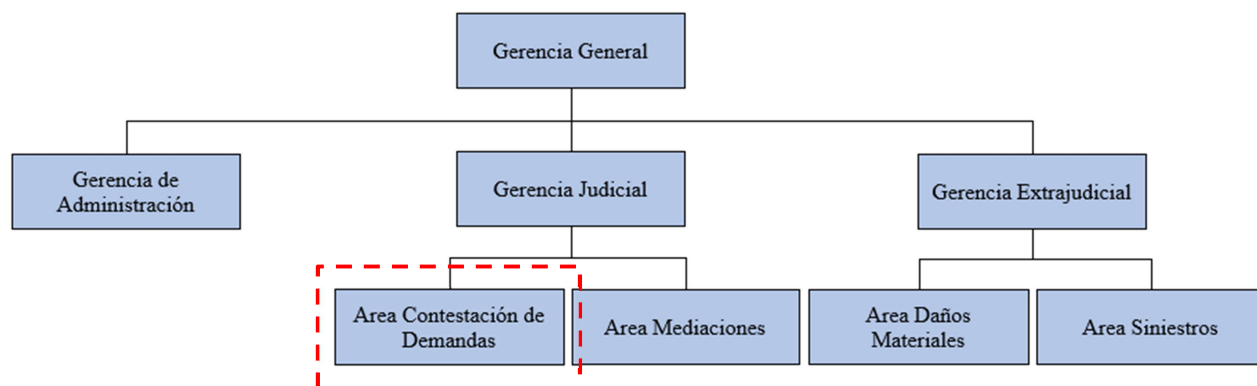 Gerencia General
Gerencia de
Administración
Gerencia Judicial
Gerencia Extrajudicial
Area Contestación de
Demandas
Area Mediaciones
Area Daños
Materiales
Area Siniestros